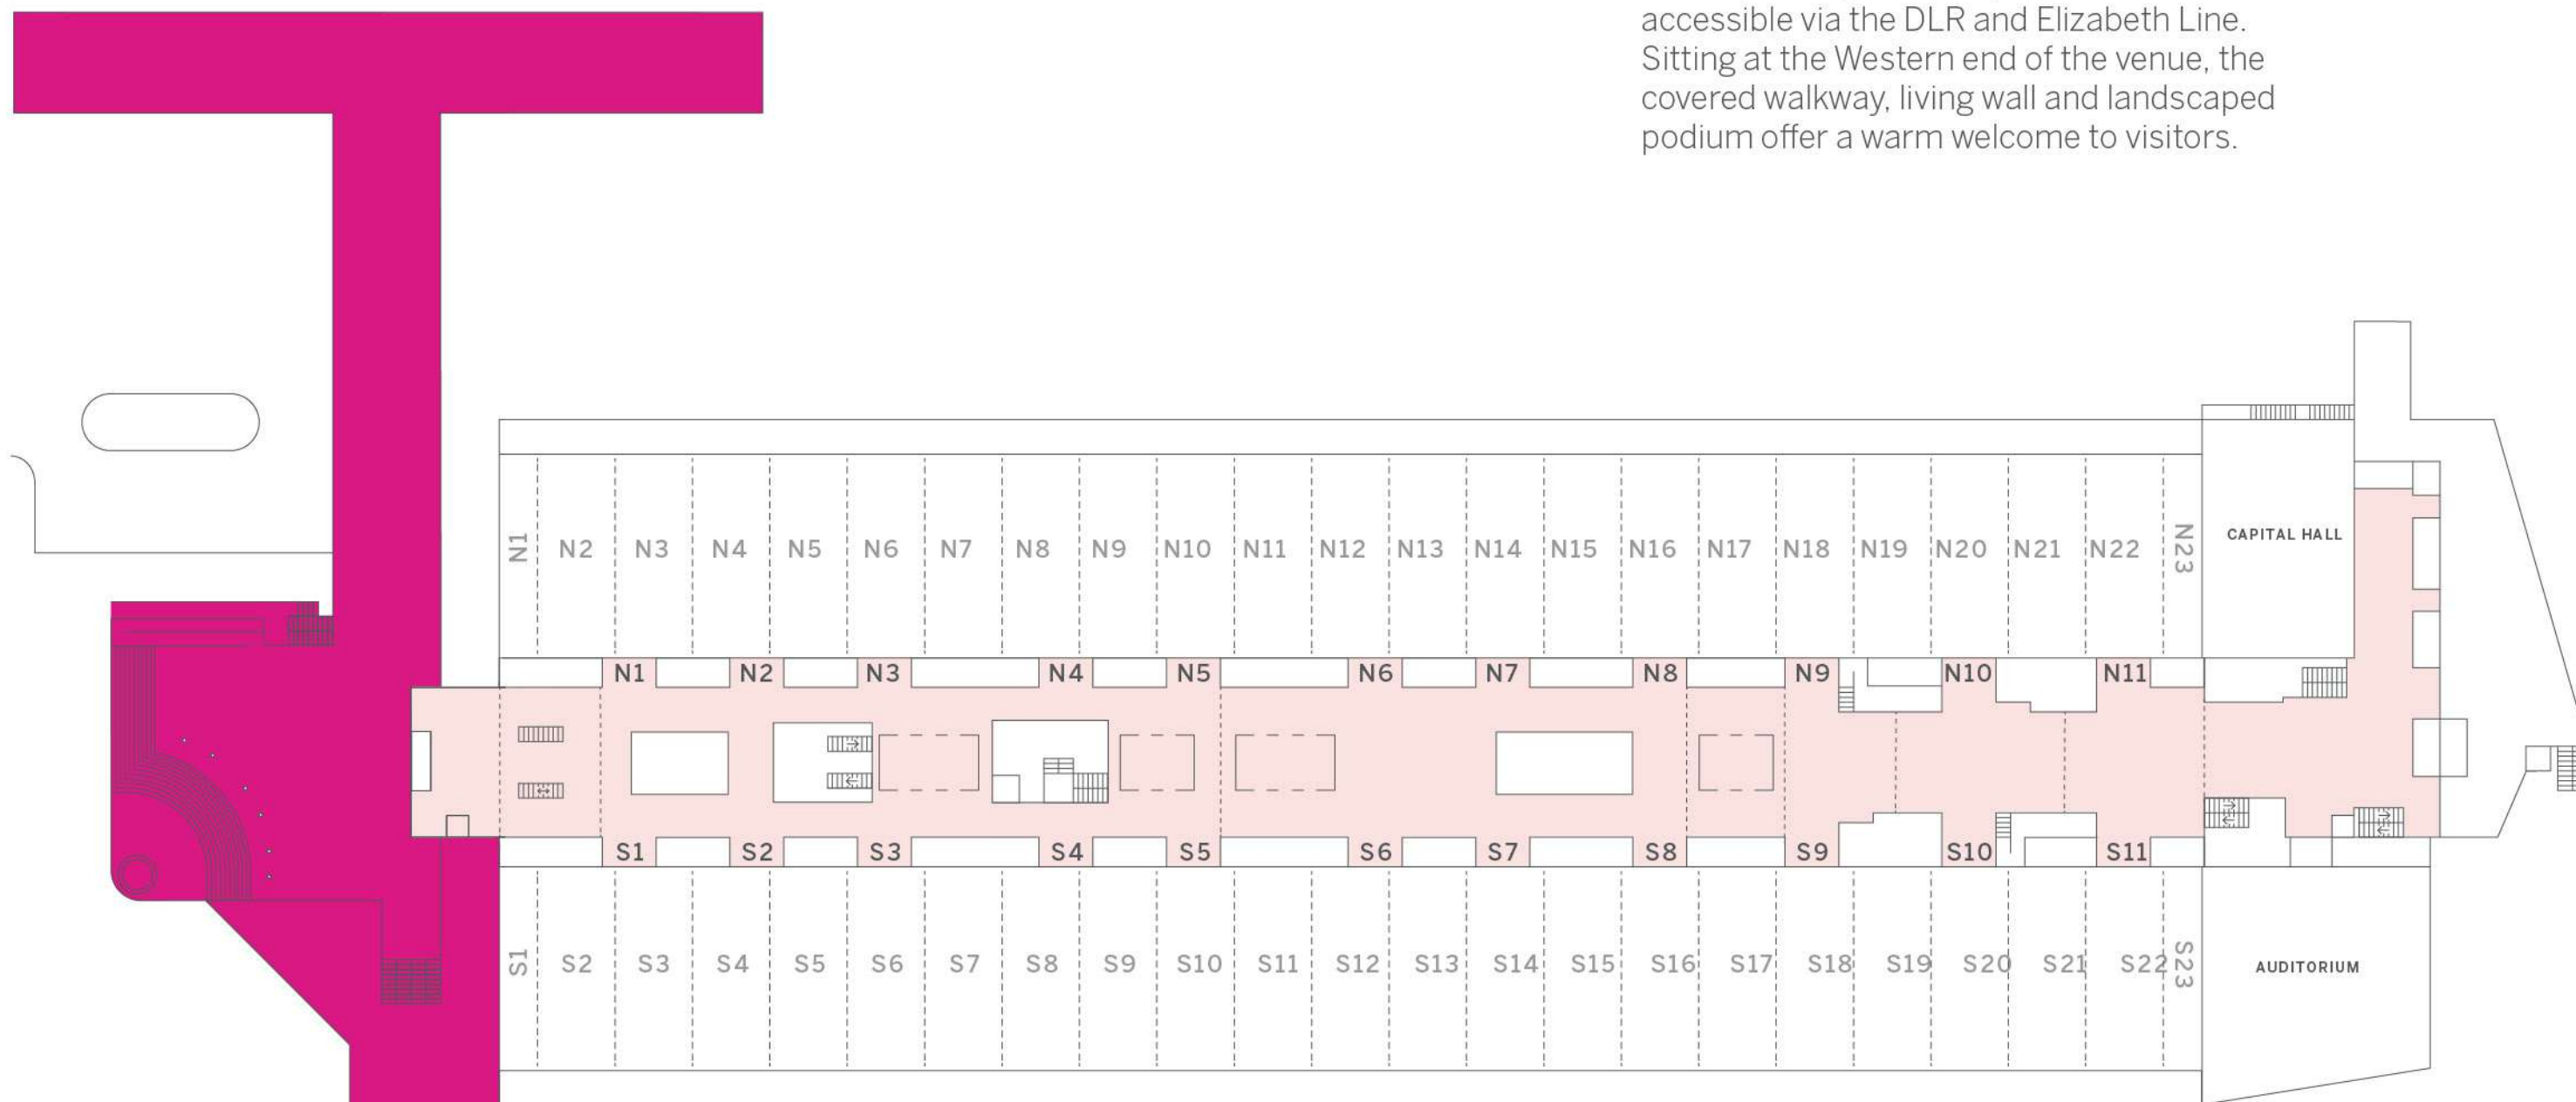 accessible via the DLR and Elizabeth Line.
Sitting at the Western end of the venue, the
covered walkway, living wall and landscaped
podium offer a warm welcome to visitors.
N1 N2 N3 N4 N5 N6 N7 N8 N9 N10 N11 N12 N13 N14 N15 N16 N17 N18 N19 N20 N21 N22 N23
CAPITAL HALL
N1 N2 N3 N4 N5 N6 N7 N8 N9 N10 N11
S1 S2 S3 S4 S5 S6 S7 S8 S9 S10 S11
S1 S2 S3 S4 S5 S6 S7 S8 S9 S10 S11 S12 S13 S14 S15 S16 S17 S18 S19 S20 S21 S22 S23
AUDITORIUM